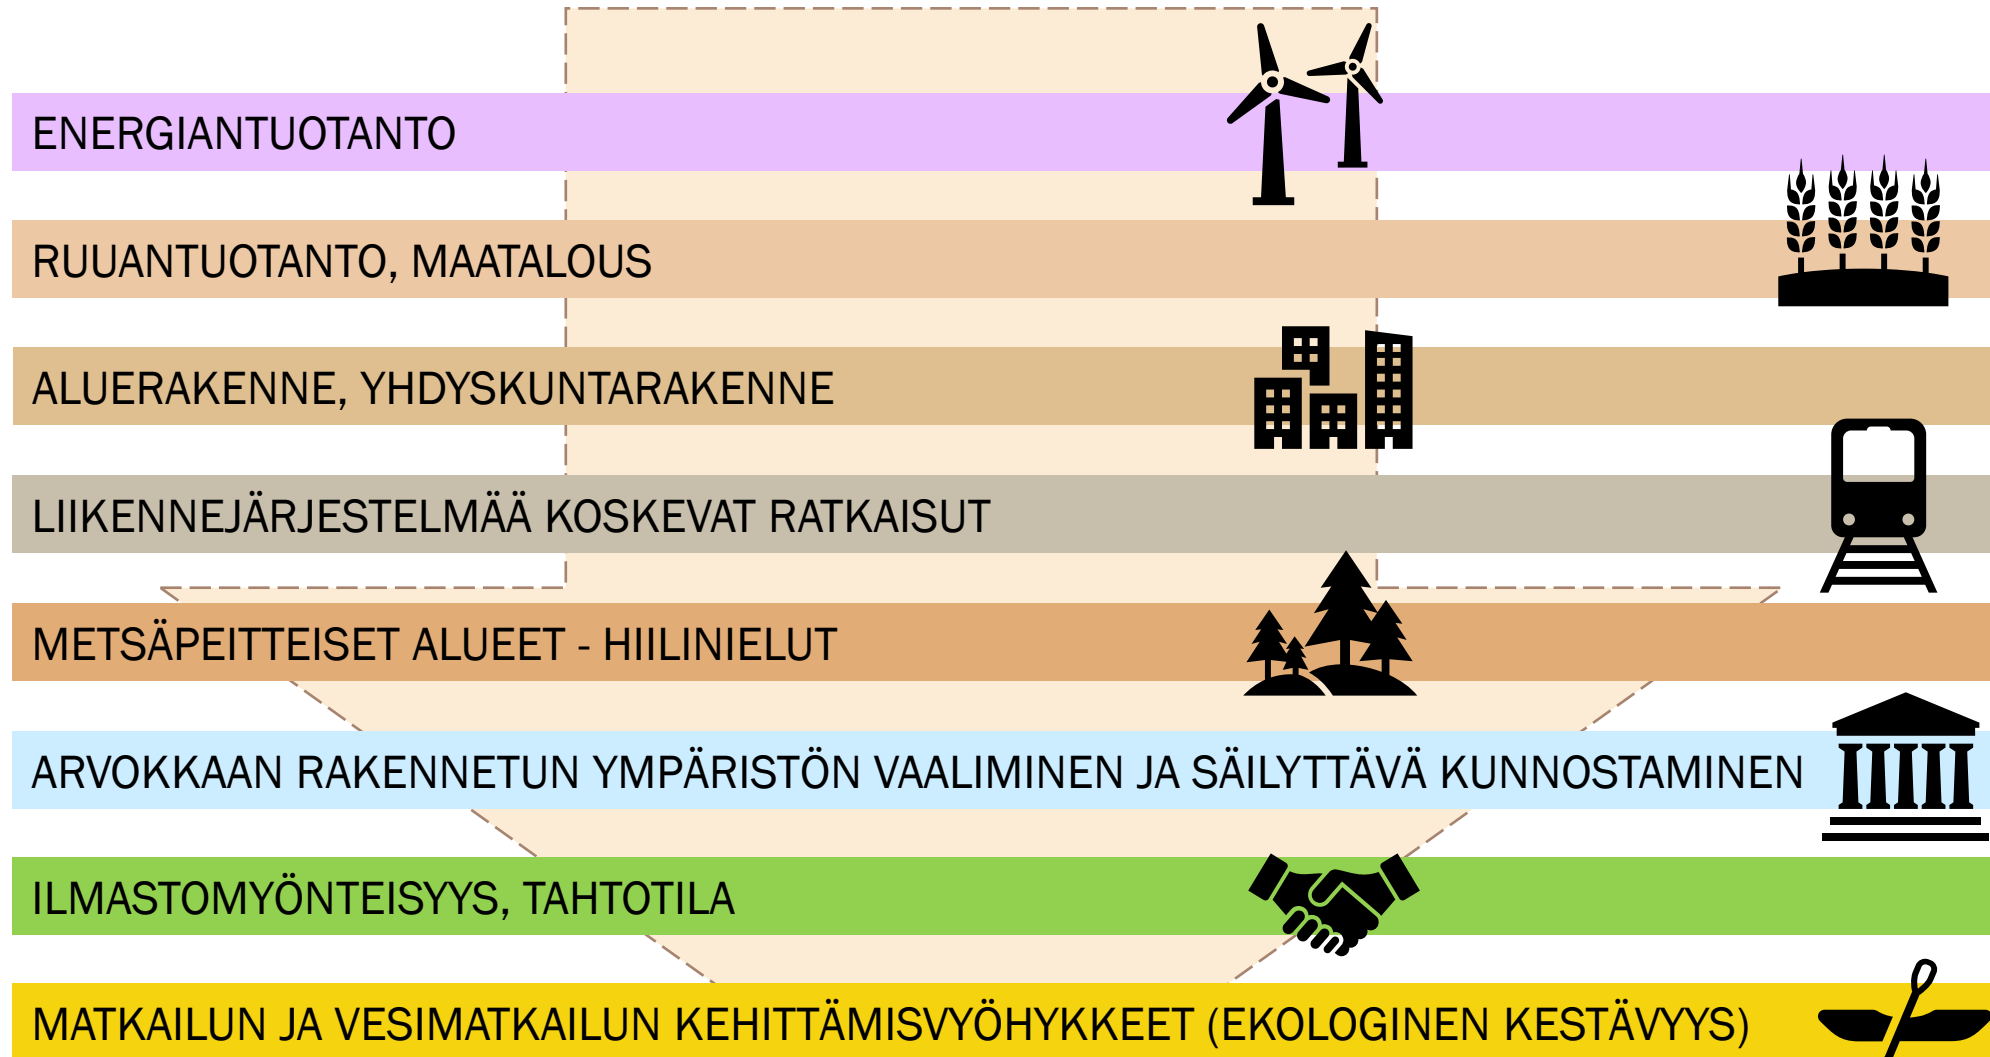 ENERGIANTUOTANTO
RUUANTUOTANTO, MAATALOUS
ALUERAKENNE, YHDYSKUNTARAKENNE
LIIKENNEJÄRJESTELMÄÄ KOSKEVAT RATKAISUT
METSÄPEITTEISET ALUEET - HIILINIELUT
ARVOKKAAN RAKENNETUN YMPÄRISTÖN VAALIMINEN JA SÄILYTTÄVÄ KUNNOSTAMINEN
ILMASTOMYÖNTEISYYS, TAHTOTILA
MATKAILUN JA VESIMATKAILUN KEHITTÄMISVYÖHYKKEET (EKOLOGINEN KESTÄVYYS)